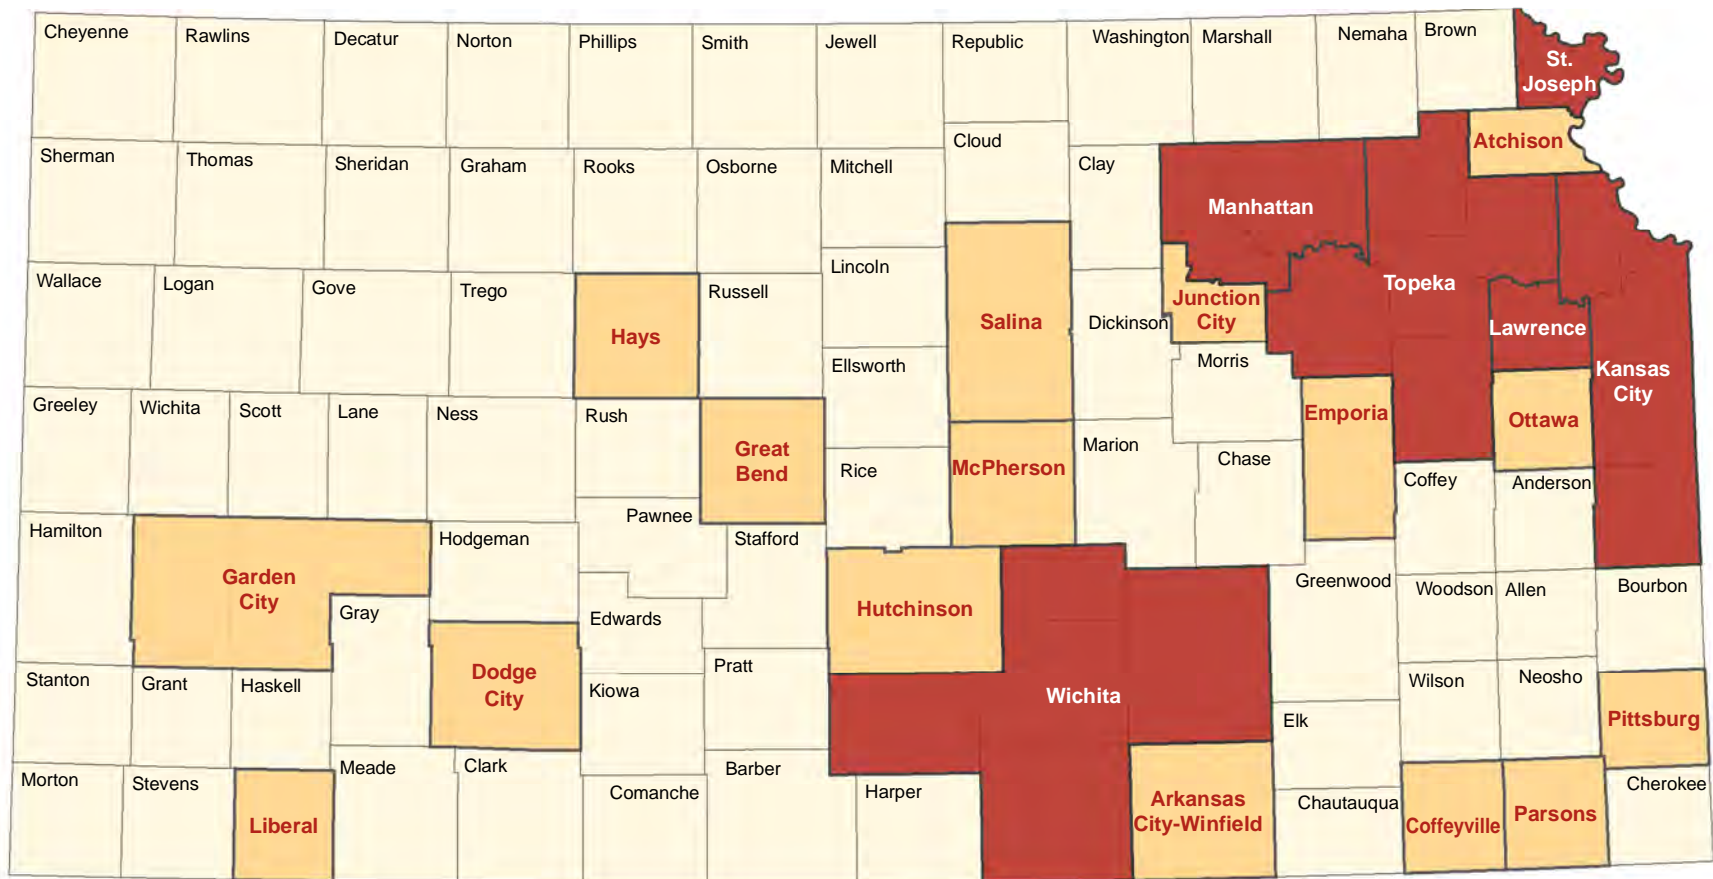 Cheyenne
Rawlins
Decatur
Norton
Phillips
Smith
Jewell
Republic
Washington
Marshall
Nemaha
Brown
St.
Joseph
Atchison
Sherman
Thomas
Sheridan
Graham
Rooks
Osborne
Mitchell
Cloud
Clay
Manhattan
Wallace
Logan
Gove
Trego
Hays
Russell
Lincoln
Salina
Dickinson
Junction
City
Topeka
Lawrence
Kansas
City
Ellsworth
Morris
Greeley
Wichita
Scott
Lane
Ness
Rush
Great
Bend
Rice
McPherson
Marion
Chase
Emporia
Ottawa
Coffey
Anderson
Hamilton
Garden
City
Hodgeman
Pawnee
Stafford
Gray
Edwards
Hutchinson
Greenwood
Woodson
Allen
Bourbon
Stanton
Grant
Haskell
Dodge
City
Kiowa
Pratt
Wichita
Elk
Wilson
Neosho
Pittsburg
Morton
Stevens
Liberal
Meade
Clark
Comanche
Barber
Harper
Arkansas
City-Winfield
Chautauqua
Coffeyville
Parsons
Cherokee